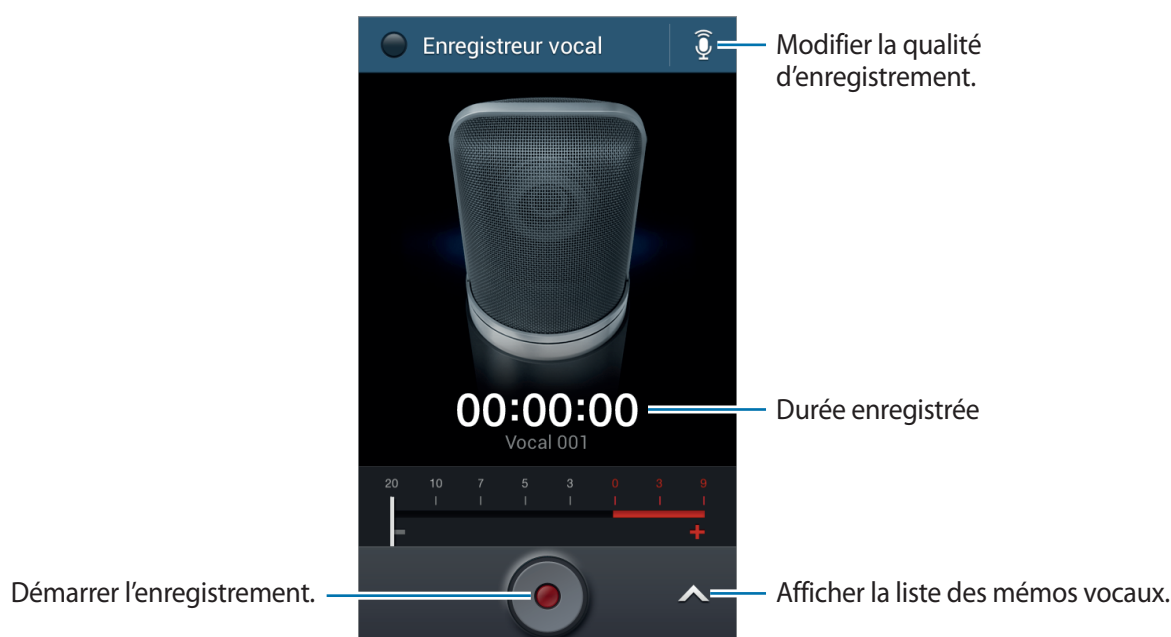 Enregistreur vocal
Modifier la qualité
d’enregistrement.
00:00:00
Durée enregistrée
Vocal 001
20 10 7 5 3 0 3 9
- +
Démarrer l’enregistrement.
Afficher la liste des mémos vocaux.